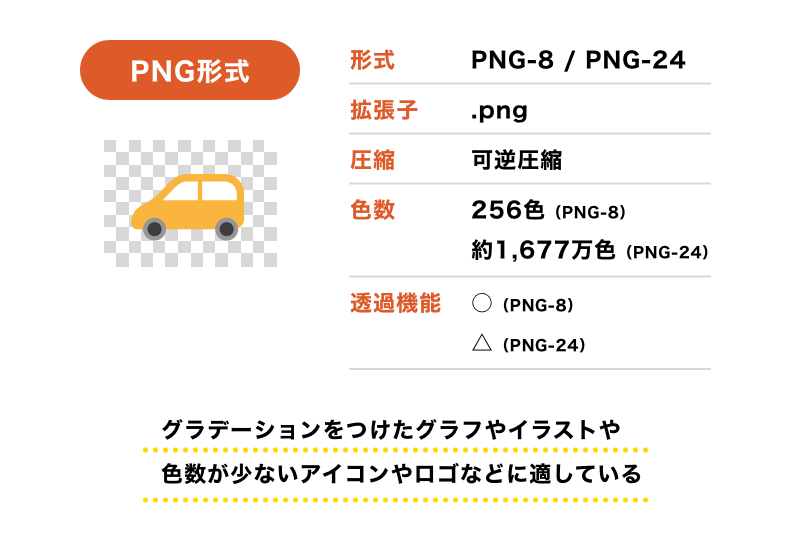 PNG形式
形式 PNG-8 / PNG-24
拡張子 .png
圧縮 可逆圧縮
色数 256色（PNG-8）
約1,677万色（PNG-24）
透過機能 ○（PNG-8）
△（PNG-24）
グラデーションをつけたグラフやイラストや
色数が少ないアイコンやロゴなどに適している